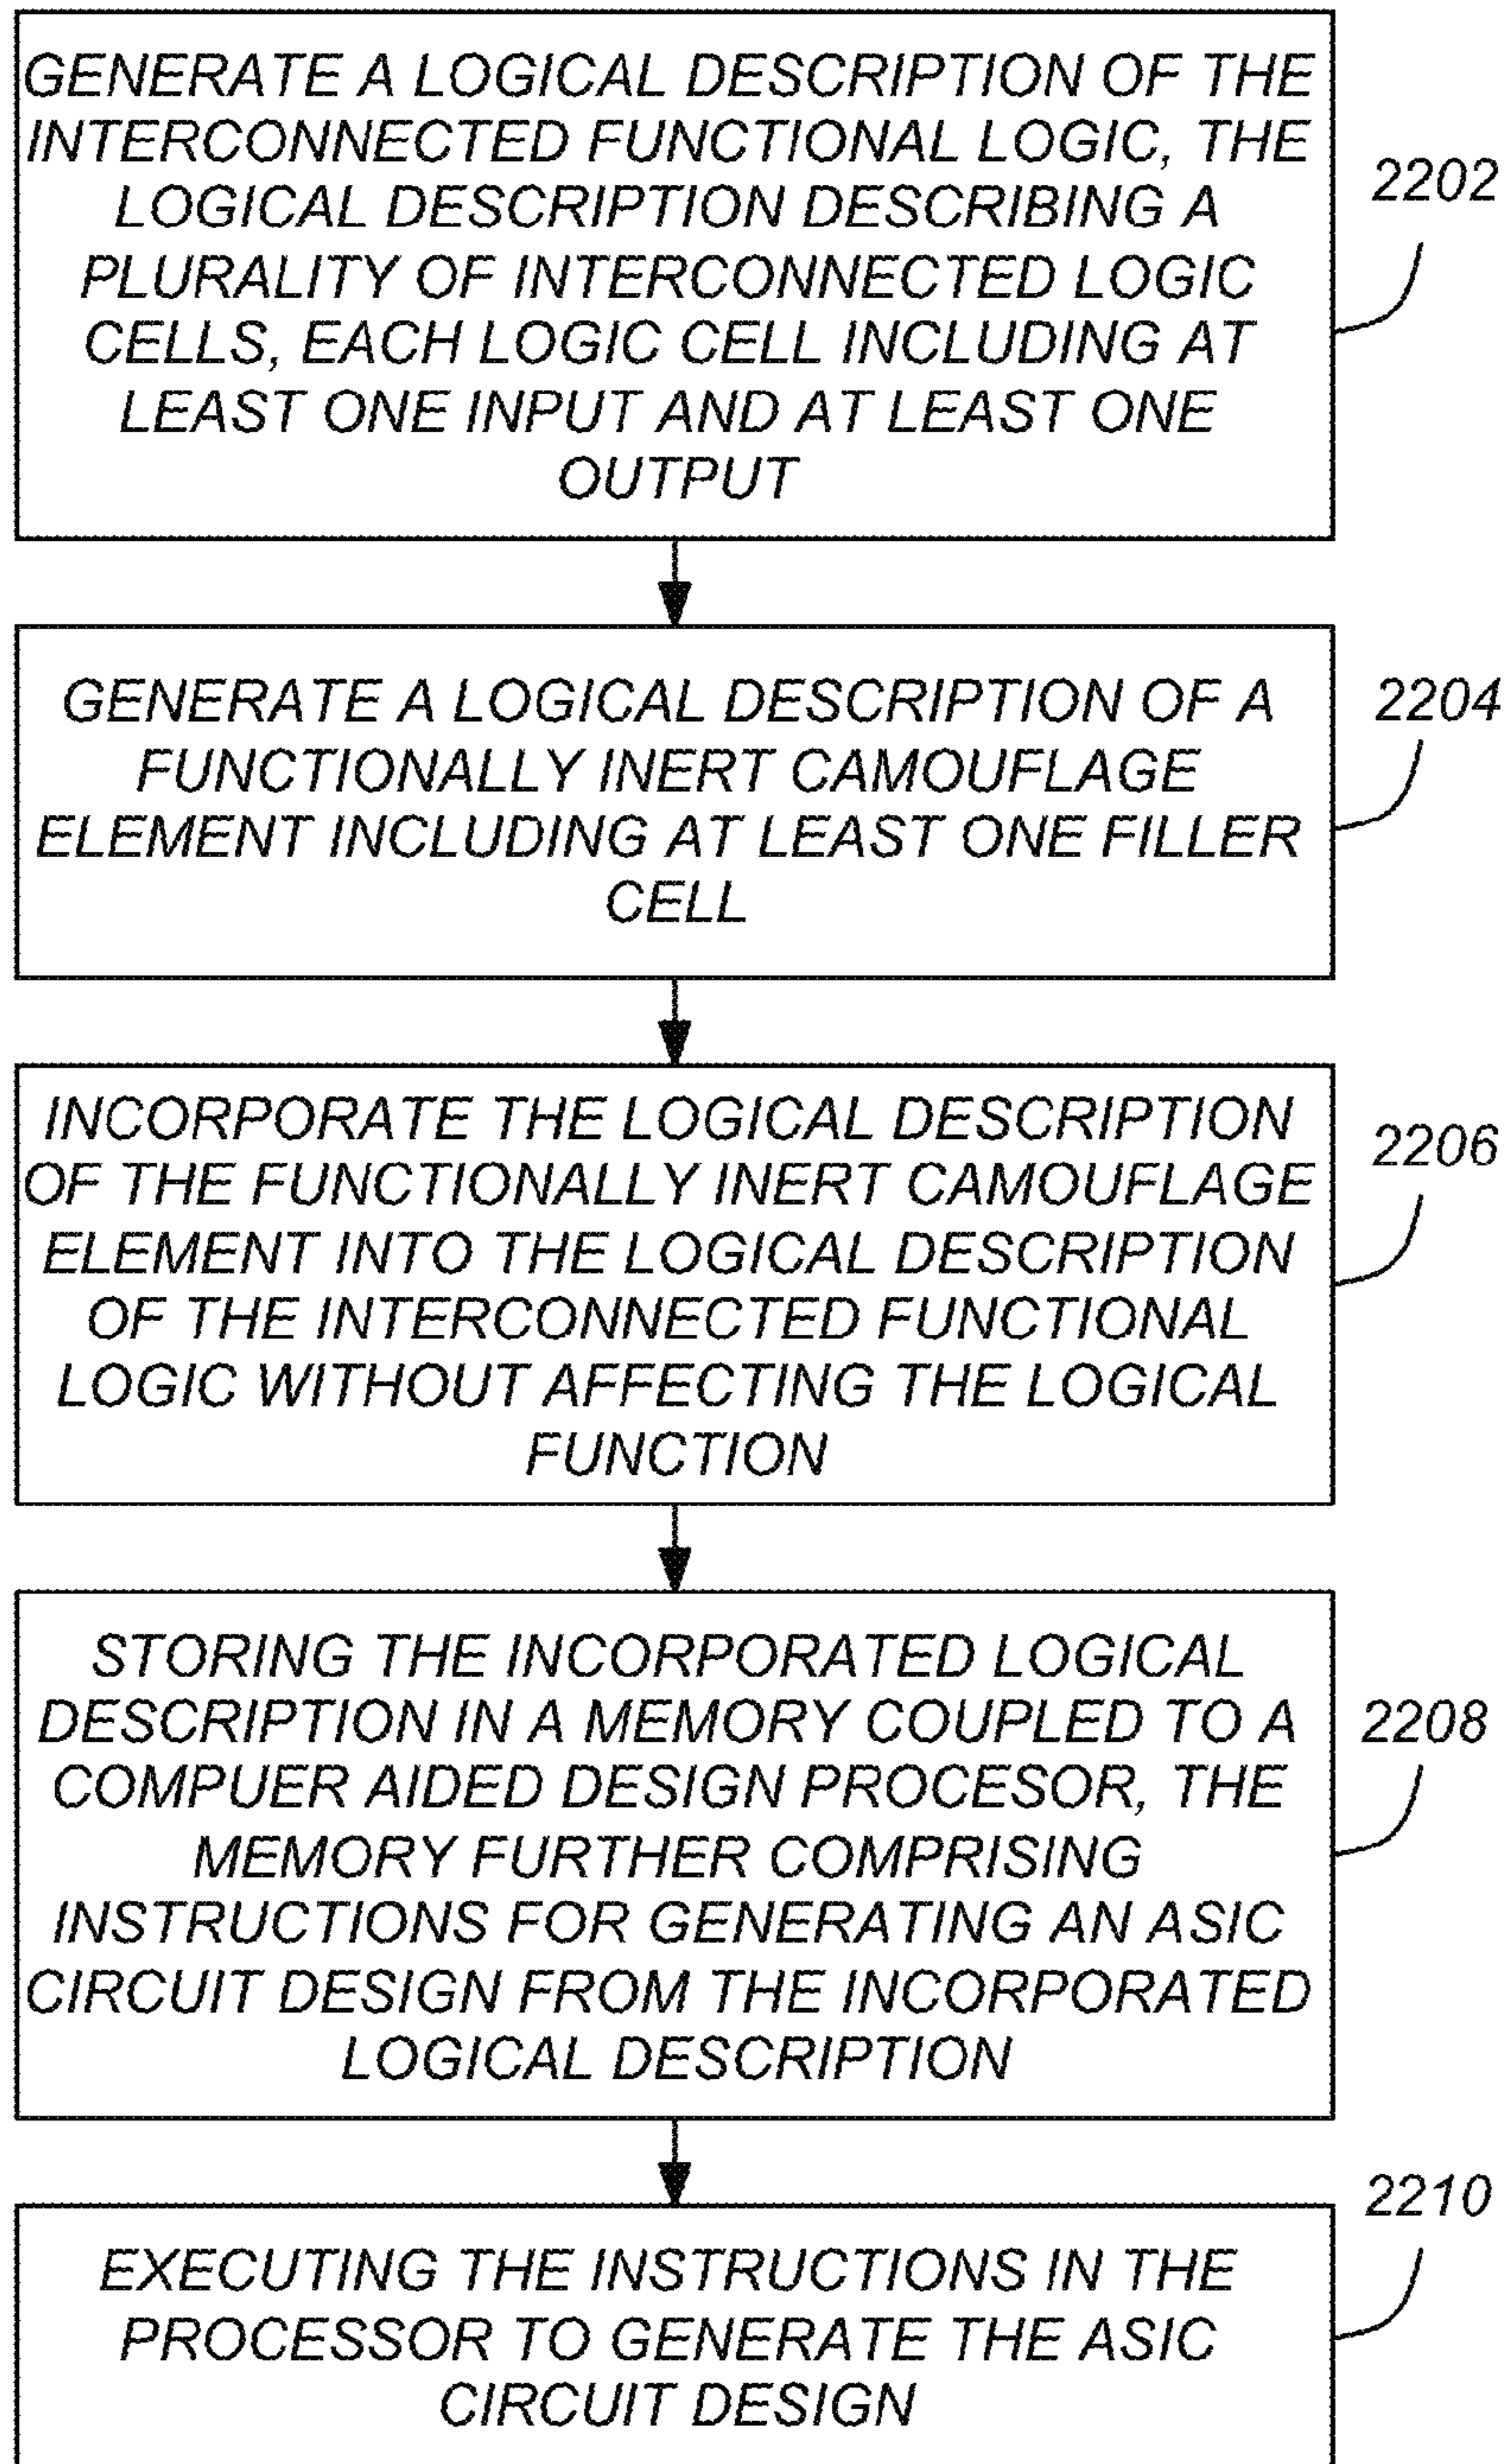 GENERATE A LOGICAL DESCRIPTION OF THE
INTERCONNECTED FUNCTIONAL LOGIC, THE
LOGICAL DESCRIPTION DESCRIBING A
PLURALITY OF INTERCONNECTED LOGIC
CELLS, EACH LOGIC CELL INCLUDING AT
LEAST ONE INPUT AND AT LEAST ONE
OUTPUT
2202
GENERATE A LOGICAL DESCRIPTION OF A
FUNCTIONALLY INERT CAMOUFLAGE
ELEMENT INCLUDING AT LEAST ONE FILLER
CELL
2204
INCORPORATE THE LOGICAL DESCRIPTION
OF THE FUNCTIONALLY INERT CAMOUFLAGE
ELEMENT INTO THE LOGICAL DESCRIPTION
OF THE INTERCONNECTED FUNCTIONAL
LOGIC WITHOUT AFFECTING THE LOGICAL
FUNCTION
2206
STORING THE INCORPORATED LOGICAL
DESCRIPTION IN A MEMORY COUPLED TO A
COMPUER AIDED DESIGN PROCESOR, THE
MEMORY FURTHER COMPRISING
INSTRUCTIONS FOR GENERATING AN ASIC
CIRCUIT DESIGN FROM THE INCORPORATED
LOGICAL DESCRIPTION
2208
EXECUTING THE INSTRUCTIONS IN THE
PROCESSOR TO GENERATE THE ASIC
CIRCUIT DESIGN
2210